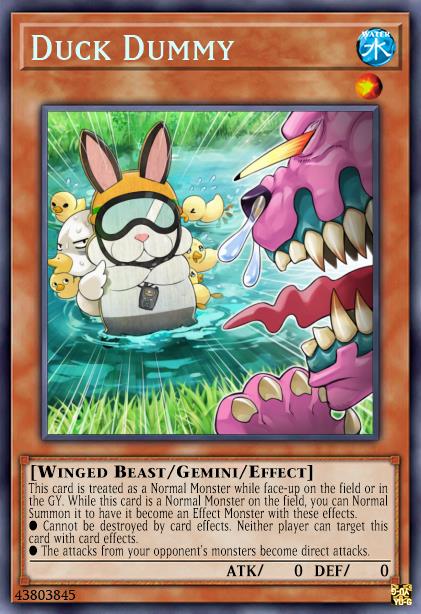 Duck Dummy
WATER
水
[Winged Beast/Gemini/Effect]
This card is treated as a Normal Monster while face-up on the field or in
the GY. While this card is a Normal Monster on the field, you can Normal
Summon it to have it become an Effect Monster with these effects.
● Cannot be destroyed by card effects. Neither player can target this
card with card effects.
● The attacks from your opponent's monsters become direct attacks.
ATK/ 0 DEF/ 0
43803845